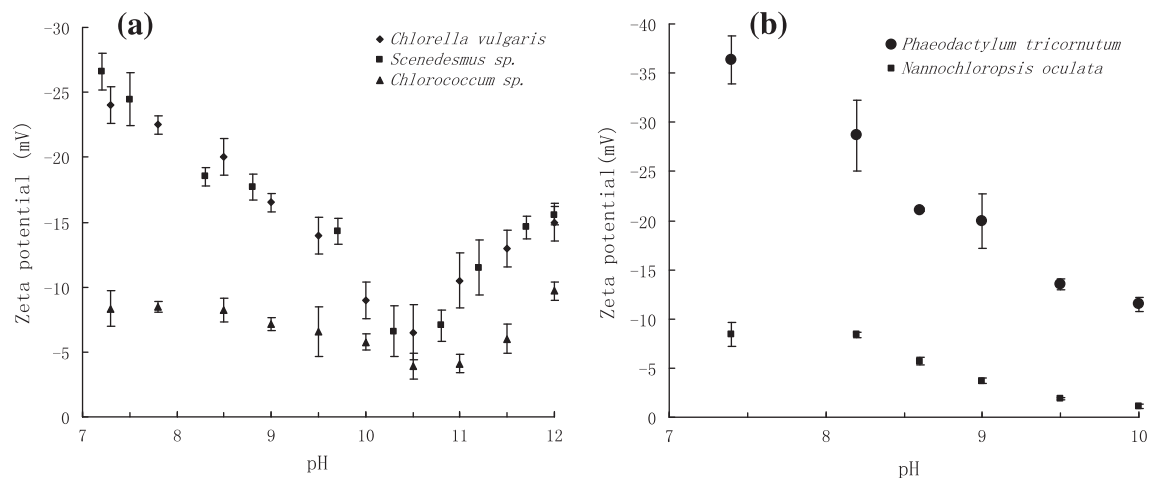 (a)
Chlorella vulgaris
Scenedesmus sp.
Chlorococcum sp.
Zeta potential (mV)
-30
-25
-20
-15
-10
-5
0
7 8 9 10 11 12
pH
(b)
Phaeodactylum tricornutum
Nannochloropsis oculata
Zeta potential(mV)
-40
-35
-30
-25
-20
-15
-10
-5
0
7 8 9 10
pH